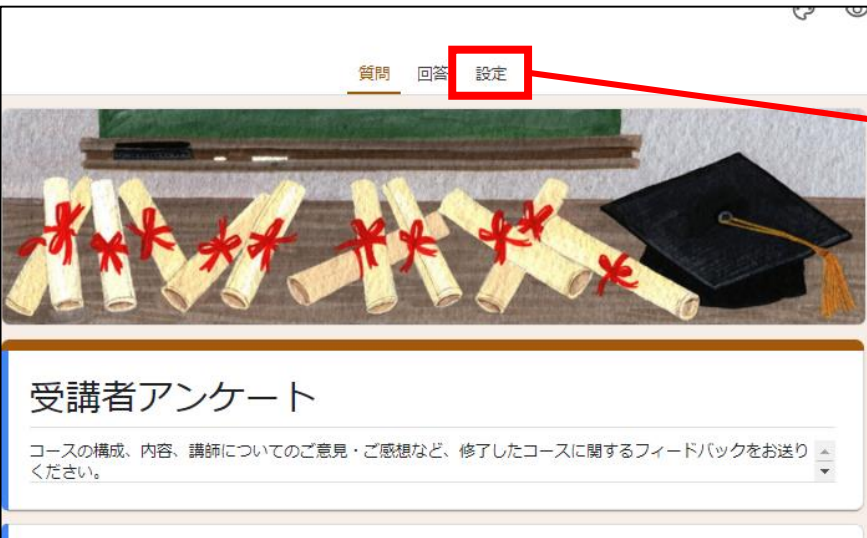 質問 回答 設定
受講者アンケート
コースの構成、内容、講師についてのご意見・ご感想など、修了したコースに関するフィードバックをお送り
ください。